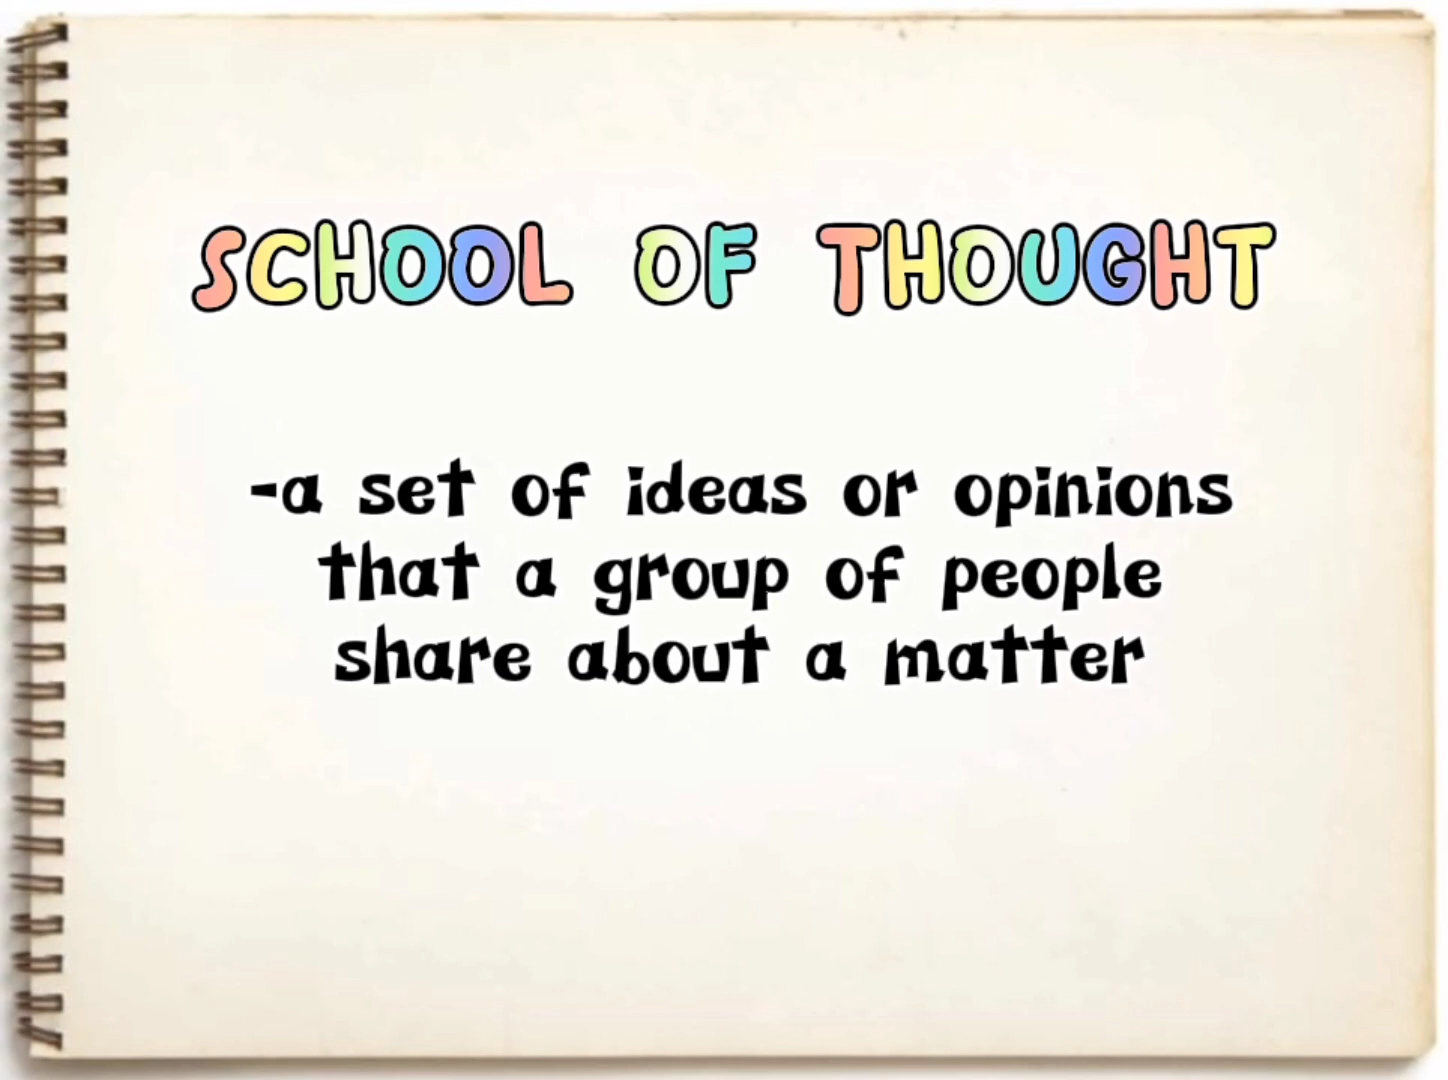 SCHOOL OF THOUGHT
-a set of ideas or opinions
that a group of people
share about a matter